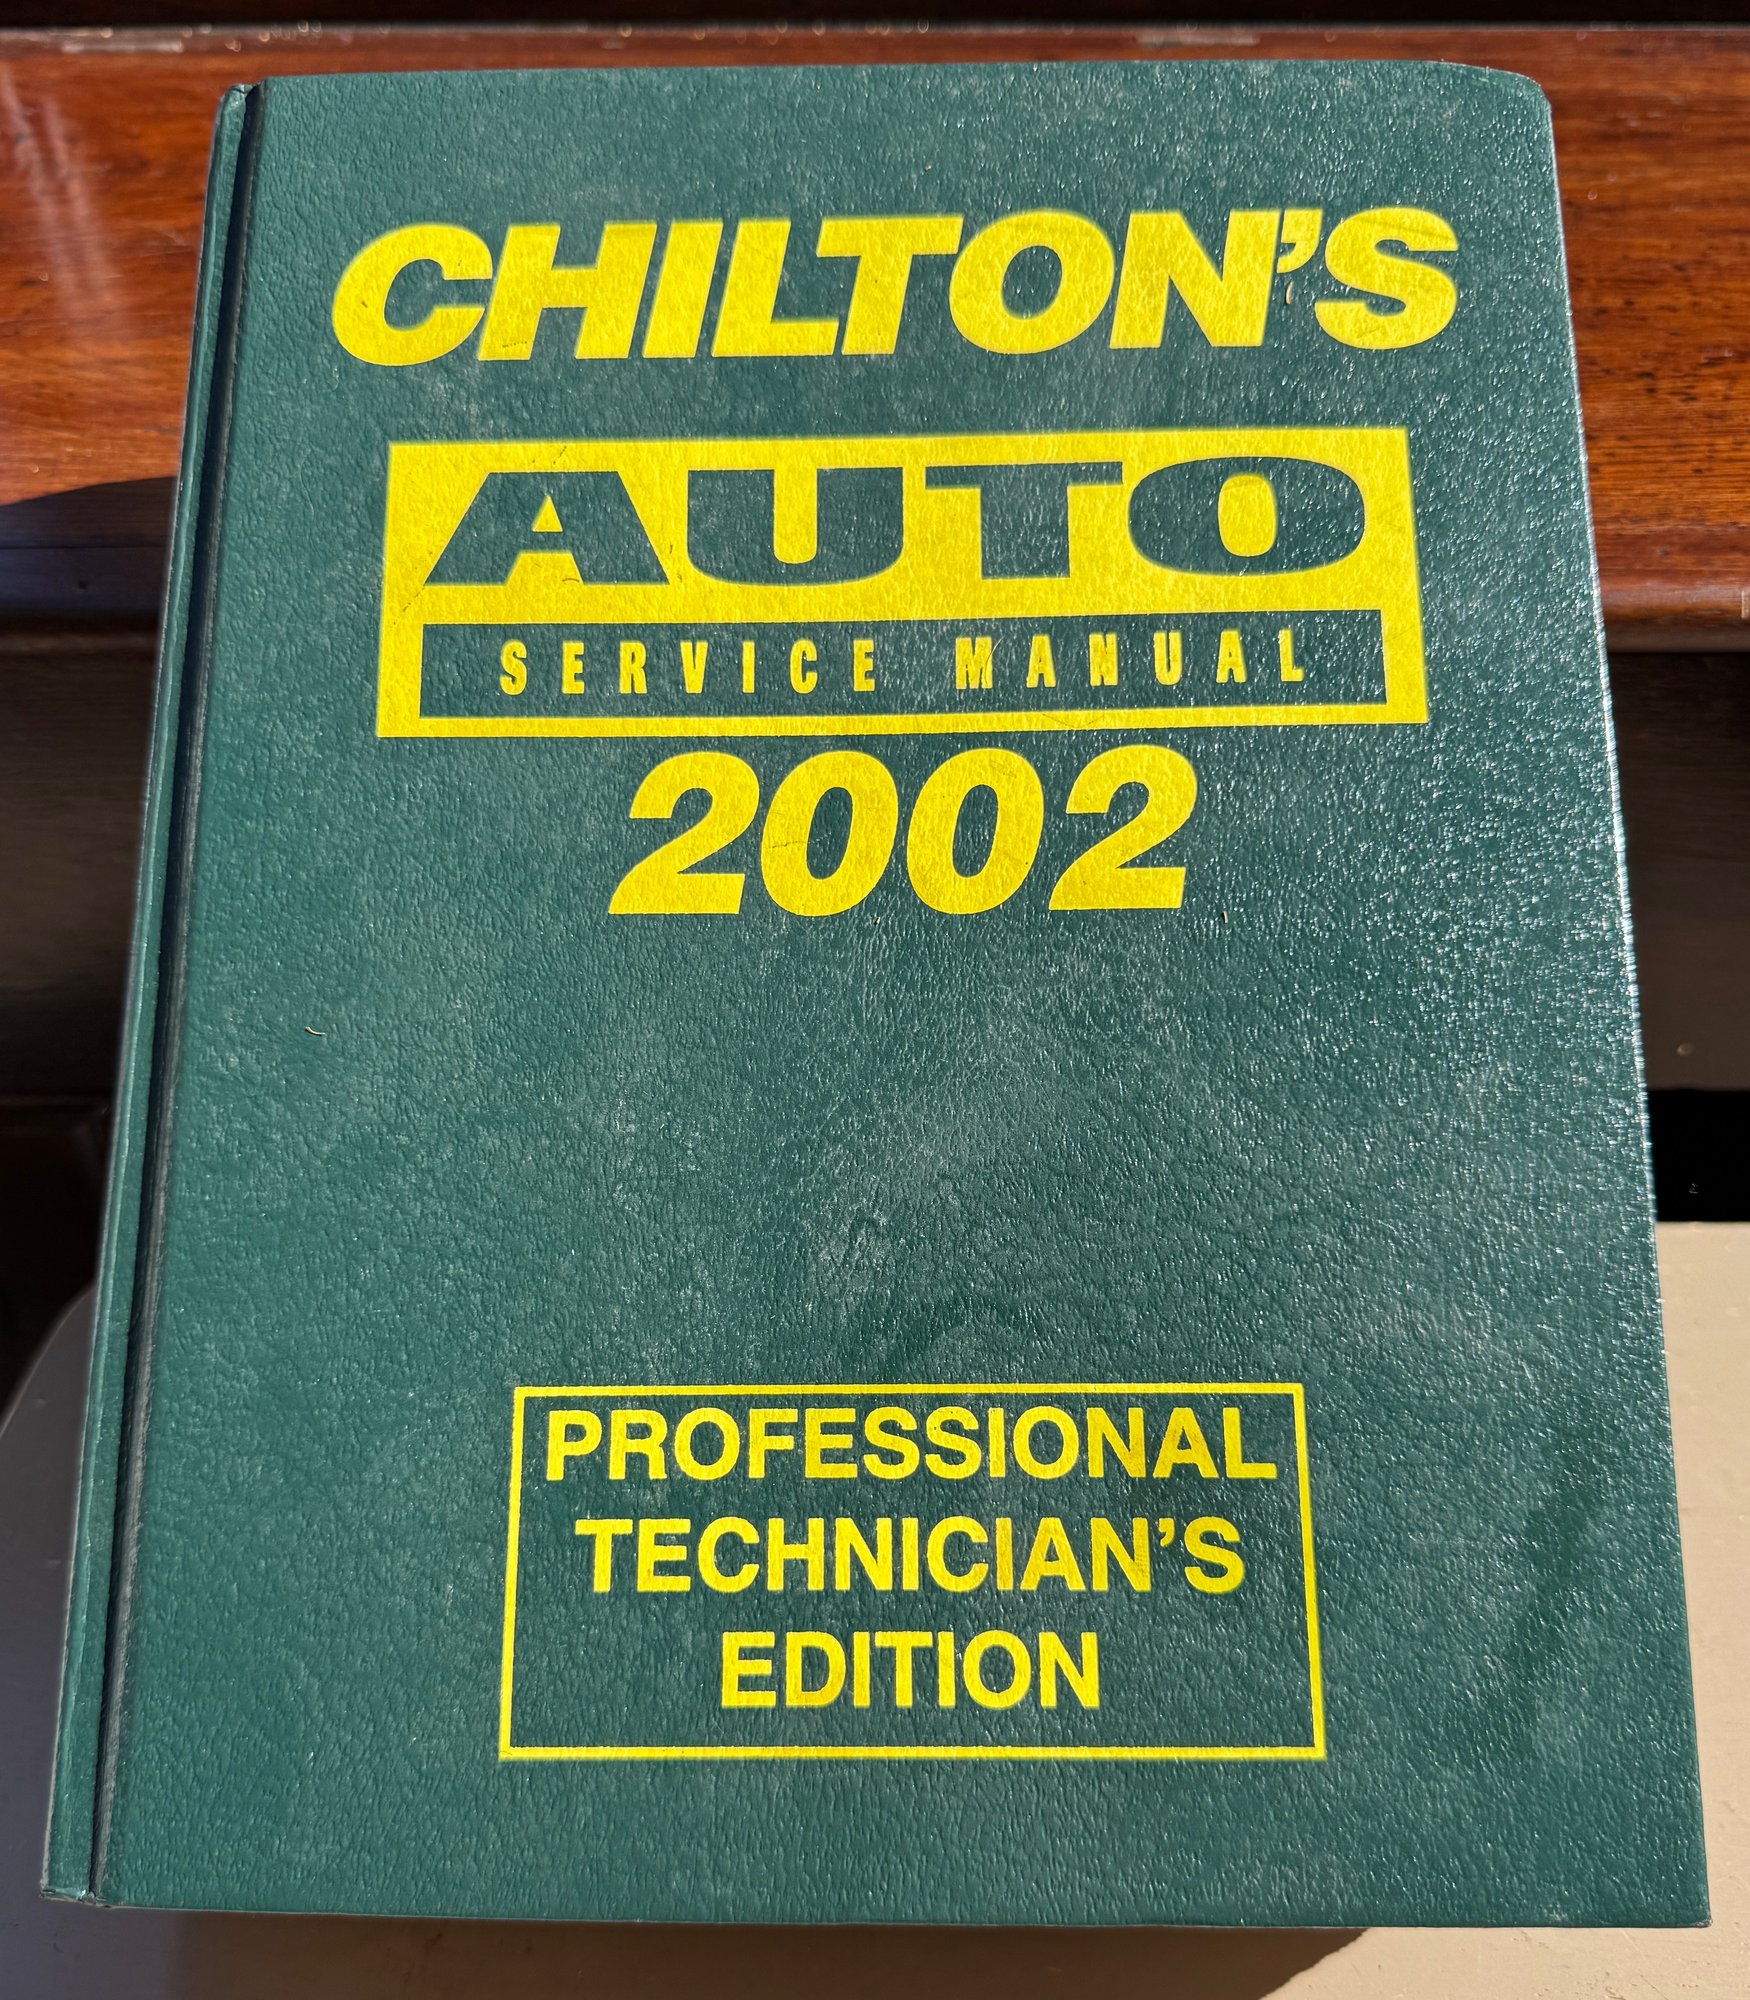 CHILTON'S
AUTO
SERVICE MANUAL
2002
PROFESSIONAL
TECHNICIAN'S
EDITION